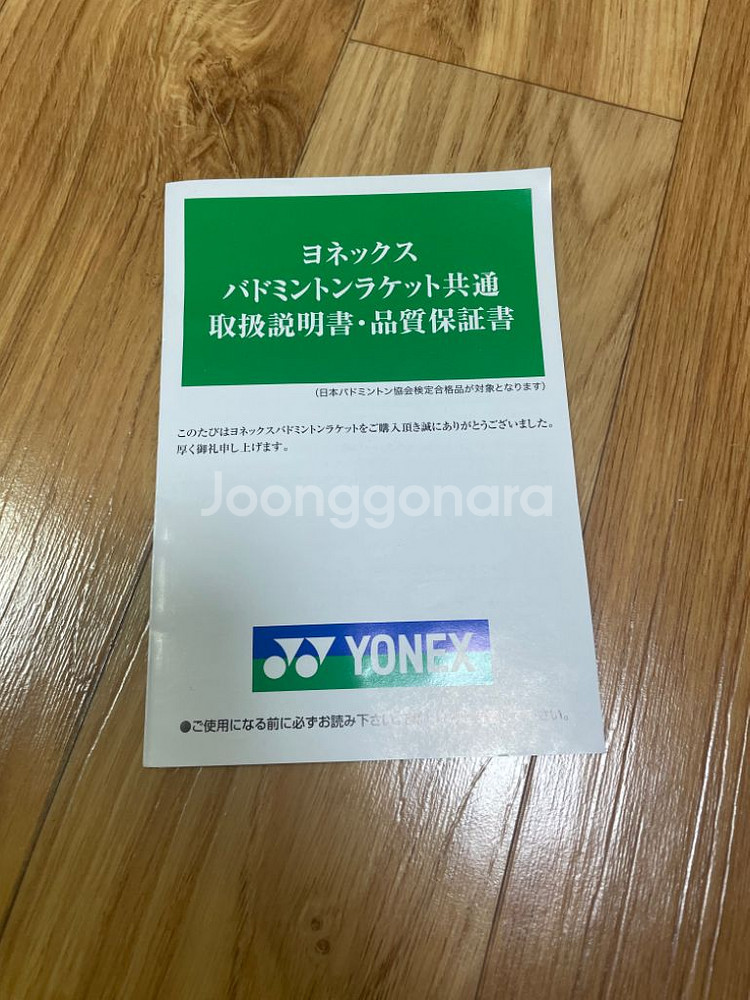 ヨネックス
バドミントンラケット共通
取扱説明書・品質保証書
(日本バドミントン協会検定合格品が対象となります)
このたびはヨネックスバドミントンラケットをご購入頂き誠にありがとうございました。
厚く御礼申し上げます。
Joonggonara
YONEX
●ご使用になる前に必ずお読み下さい。